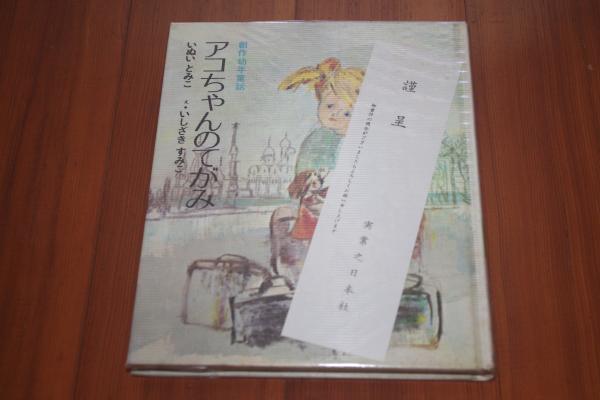 創作幼年童話
アコちゃんのてがみ
いぬい とみこ
え・いしざき すみこ
謹呈
実業之日本社